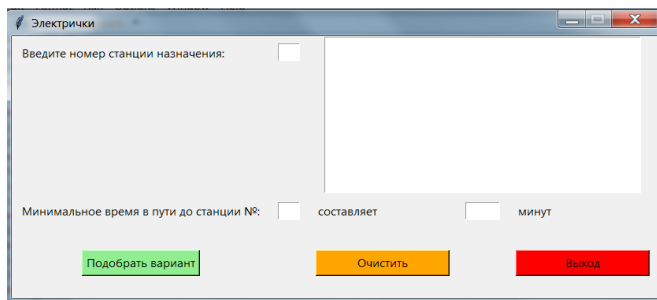 Электрички
Введите номер станции назначения:
Минимальное время в пути до станции №: составляет минут
Подобрать вариант Очистить Выход